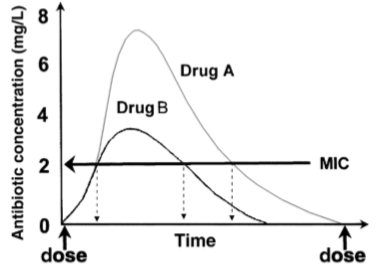 Antibiotic concentration (mg/L)
8
6
4
2
0
Drug A
Drug B
MIC
Time
dose
dose